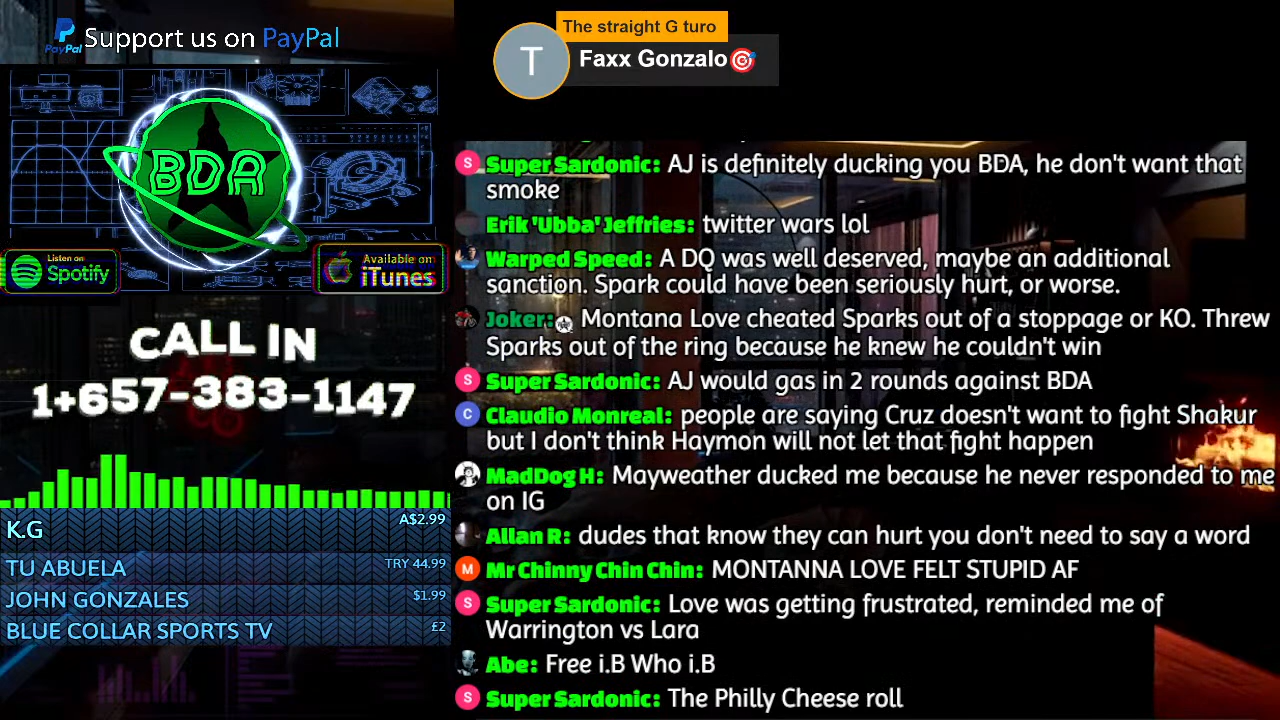 PayPal
Support us on PayPal
BDA
Listen on
Spotify
Available on
iTunes
CALL IN
1+657-383-1147
K.G A$2.99
TU ABUELA TRY 44.99
JOHN GONZALES $1.99
BLUE COLLAR SPORTS TV £2
The straight G turo
T
Faxx Gonzalo🎯
S Super Sardonic: AJ is definitely ducking you BDA, he don't want that
smoke
Erik 'Ubba' Jeffries: twitter wars lol
Warped Speed: A DQ was well deserved, maybe an additional
sanction. Spark could have been seriously hurt, or worse.
Joker: Montana Love cheated Sparks out of a stoppage or KO. Threw
Sparks out of the ring because he knew he couldn't win
S Super Sardonic: AJ would gas in 2 rounds against BDA
C Claudio Monreal: people are saying Cruz doesn't want to fight Shakur
but I don't think Haymon will not let that fight happen
MadDog H: Mayweather ducked me because he never responded to me
on IG
Allan R: dudes that know they can hurt you don't need to say a word
M Mr Chinny Chin Chin: MONTANNA LOVE FELT STUPID AF
S Super Sardonic: Love was getting frustrated, reminded me of
Warrington vs Lara
Abe: Free i.B Who i.B
S Super Sardonic: The Philly Cheese roll